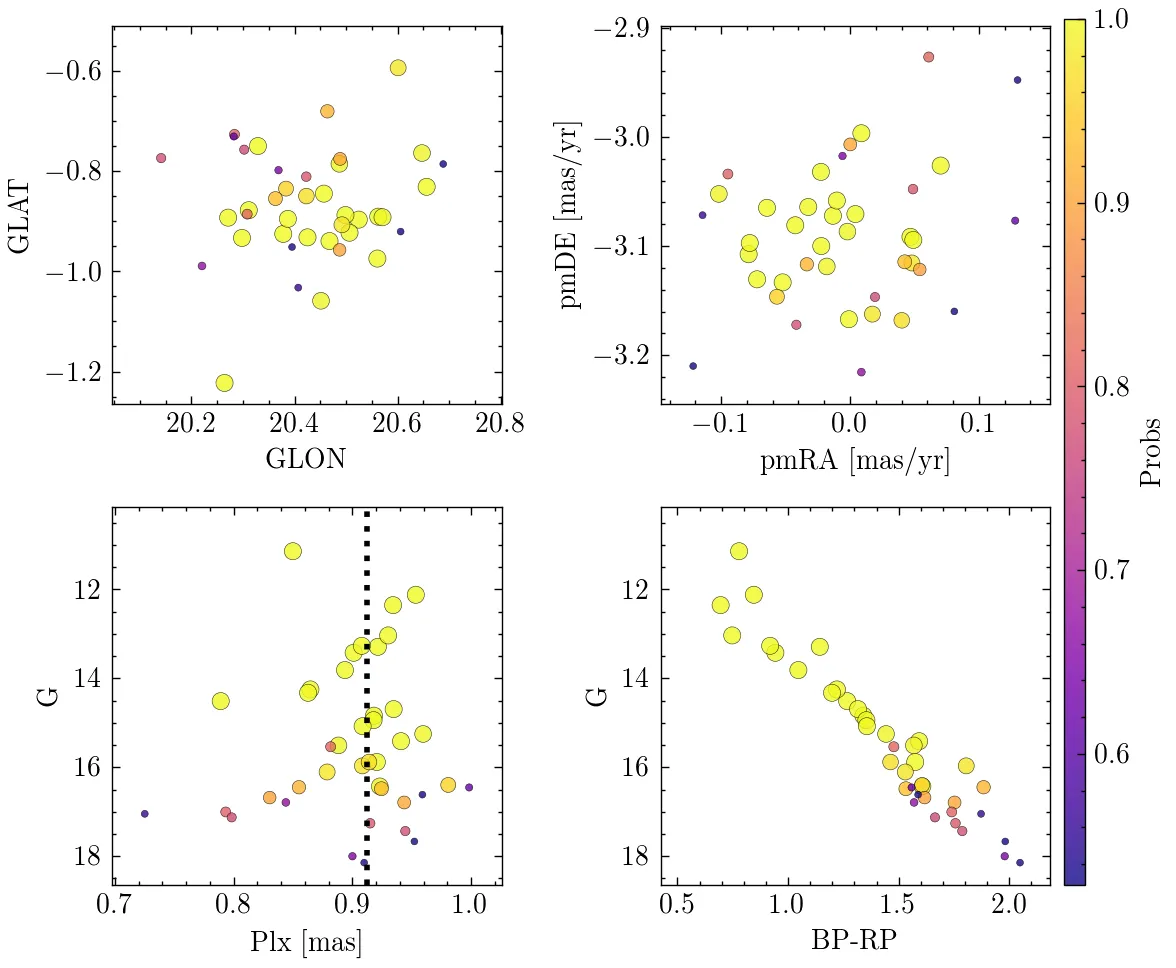 −0.6
−0.8
−1.0
−1.2
GLAT
20.2 20.4 20.6 20.8
GLON
−2.9
−3.0
−3.1
−3.2
pmDE [mas/yr]
−0.1 0.0 0.1
pmRA [mas/yr]
12
14
16
18
G
0.7 0.8 0.9 1.0
Plx [mas]
12
14
16
18
G
0.5 1.0 1.5 2.0
BP-RP
1.0
0.9
0.8
0.7
0.6
Probs